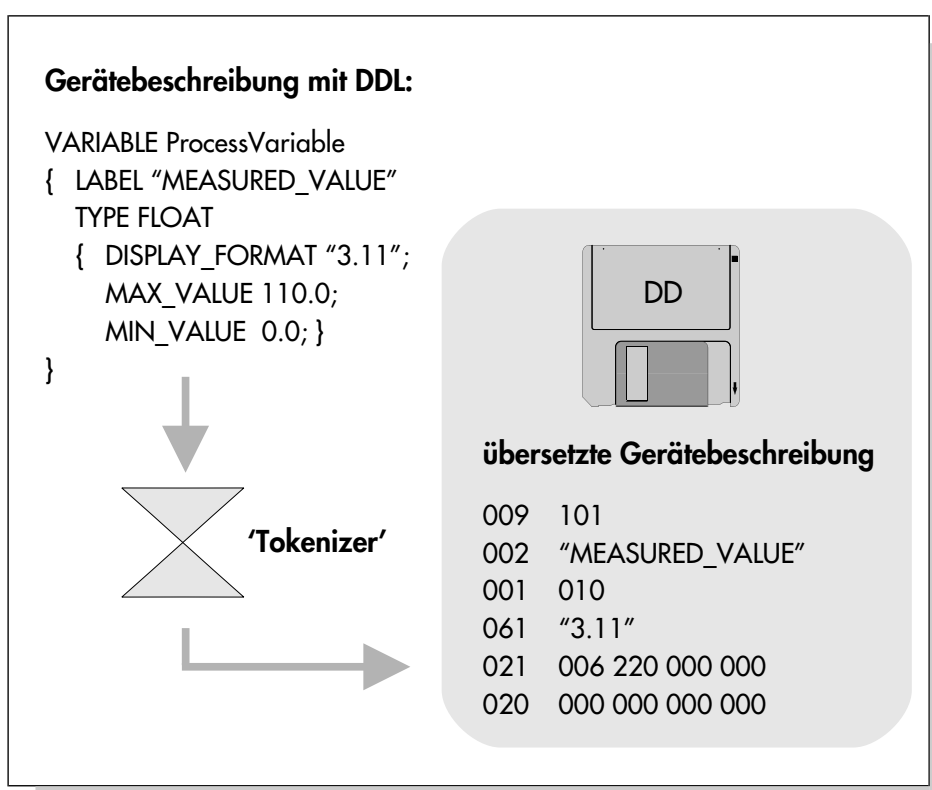 Gerätebeschreibung mit DDL:
VARIABLE ProcessVariable
{ LABEL “MEASURED_VALUE”
TYPE FLOAT
{ DISPLAY_FORMAT “3.11”;
MAX_VALUE 110.0;
MIN_VALUE 0.0; }
}
‘Tokenizer’
DD
übersetzte Gerätebeschreibung
009 101
002 “MEASURED_VALUE”
001 010
061 “3.11”
021 006 220 000 000
020 000 000 000 000